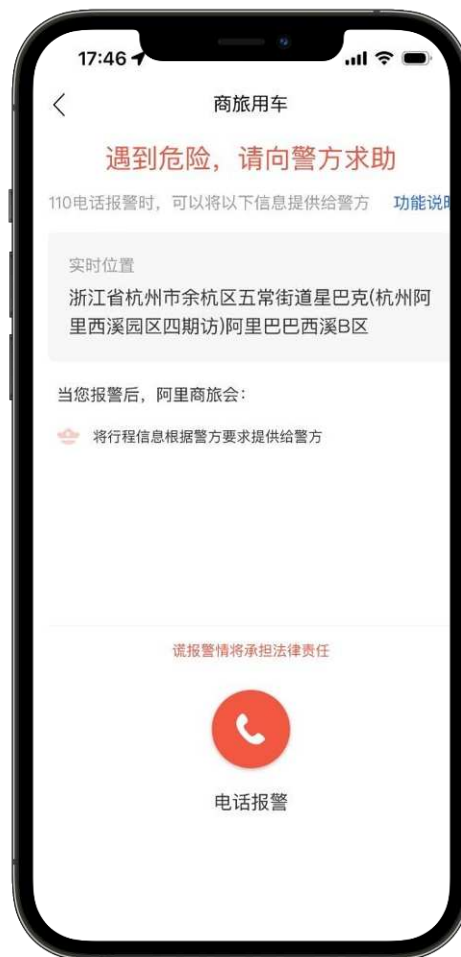 17:46
商旅用车
遇到危险，请向警方求助
110电话报警时，可以将以下信息提供给警方 功能说明
实时位置
浙江省杭州市余杭区五常街道星巴克(杭州阿
里西溪园区四期访)阿里巴巴西溪B区
当您报警后，阿里商旅会：
将行程信息根据警方要求提供给警方
谎报警情将承担法律责任
电话报警